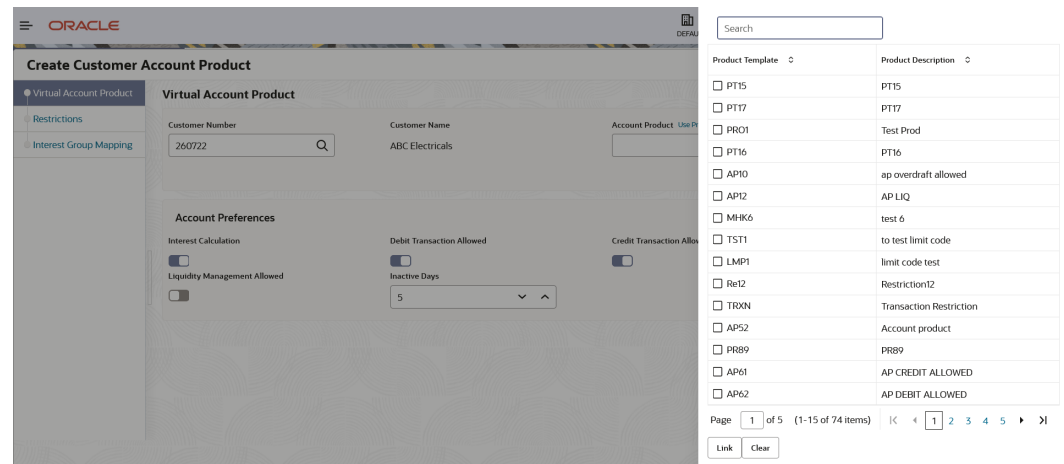 ORACLE
DEFAU
Create Customer Account Product
Virtual Account Product
Restrictions
Interest Group Mapping
Virtual Account Product
Customer Number
Customer Name
Account Product Use Pr
260722
ABC Electricals
Account Preferences
Interest Calculation
Debit Transaction Allowed
Credit Transaction Allov
Liquidity Management Allowed
Inactive Days
5
Search
Product Template Product Description
PT15 PT15
PT17 PT17
PRO1 Test Prod
PT16 PT16
AP10 ap overdraft allowed
AP12 AP LIQ
MHK6 test 6
TST1 to test limit code
LMP1 limit code test
Re12 Restriction12
TRXN Transaction Restriction
AP52 Account product
PR89 PR89
AP61 AP CREDIT ALLOWED
AP62 AP DEBIT ALLOWED
Page 1 of 5 (1-15 of 74 items) 1 2 3 4 5
Link Clear